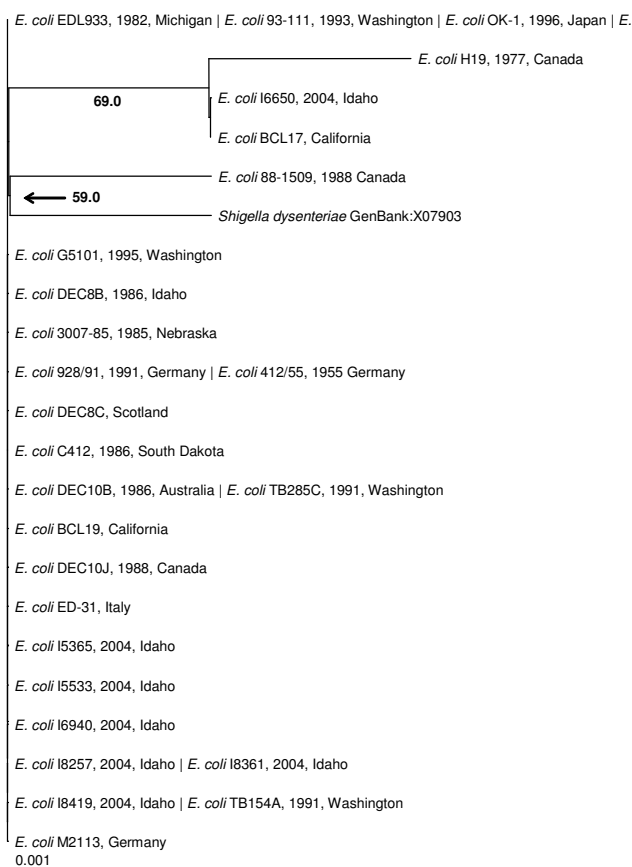 E. coli EDL933, 1982, Michigan | E. coli 93-111, 1993, Washington | E. coli OK-1, 1996, Japan | E.
E. coli H19, 1977, Canada
69.0
E. coli I6650, 2004, Idaho
E. coli BCL17, California
E. coli 88-1509, 1988 Canada
59.0
Shigella dysenteriae GenBank:X07903
E. coli G5101, 1995, Washington
E. coli DEC8B, 1986, Idaho
E. coli 3007-85, 1985, Nebraska
E. coli 928/91, 1991, Germany | E. coli 412/55, 1955 Germany
E. coli DEC8C, Scotland
E. coli C412, 1986, South Dakota
E. coli DEC10B, 1986, Australia | E. coli TB285C, 1991, Washington
E. coli BCL19, California
E. coli DEC10J, 1988, Canada
E. coli ED-31, Italy
E. coli I5365, 2004, Idaho
E. coli I5533, 2004, Idaho
E. coli I6940, 2004, Idaho
E. coli I8257, 2004, Idaho | E. coli I8361, 2004, Idaho
E. coli I8419, 2004, Idaho | E. coli TB154A, 1991, Washington
E. coli M2113, Germany
0.001